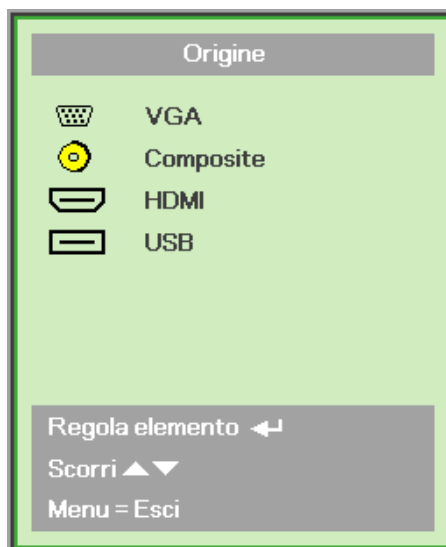 Origine
VGA
Composite
HDMI
USB
Regola elemento
Scorri
Menu = Esci